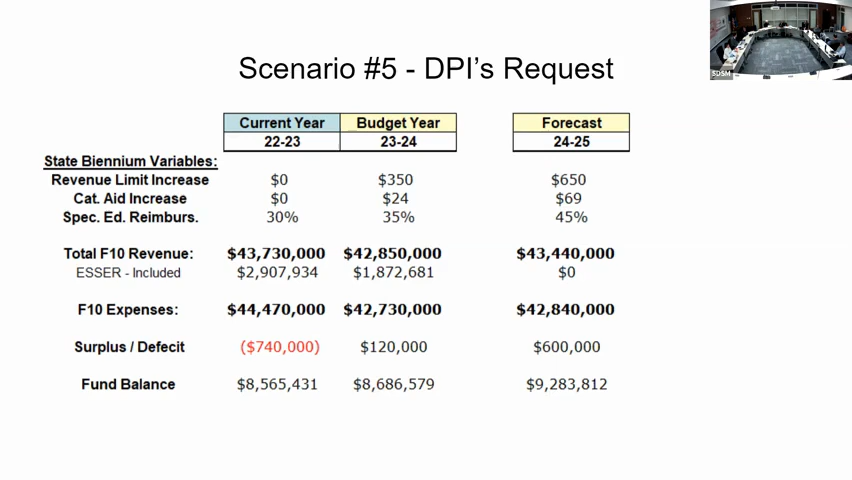 Scenario #5 - DPI's Request
Current Year Budget Year Forecast
22-23 23-24 24-25
State Biennium Variables:
Revenue Limit Increase $0 $350 $650
Cat. Aid Increase $0 $24 $69
Spec. Ed. Reimburs. 30% 35% 45%
Total F10 Revenue: $43,730,000 $42,850,000 $43,440,000
ESSER - Included $2,907,934 $1,872,681 $0
F10 Expenses: $44,470,000 $42,730,000 $42,840,000
Surplus / Defecit ($740,000) $120,000 $600,000
Fund Balance $8,565,431 $8,686,579 $9,283,812
SDSM